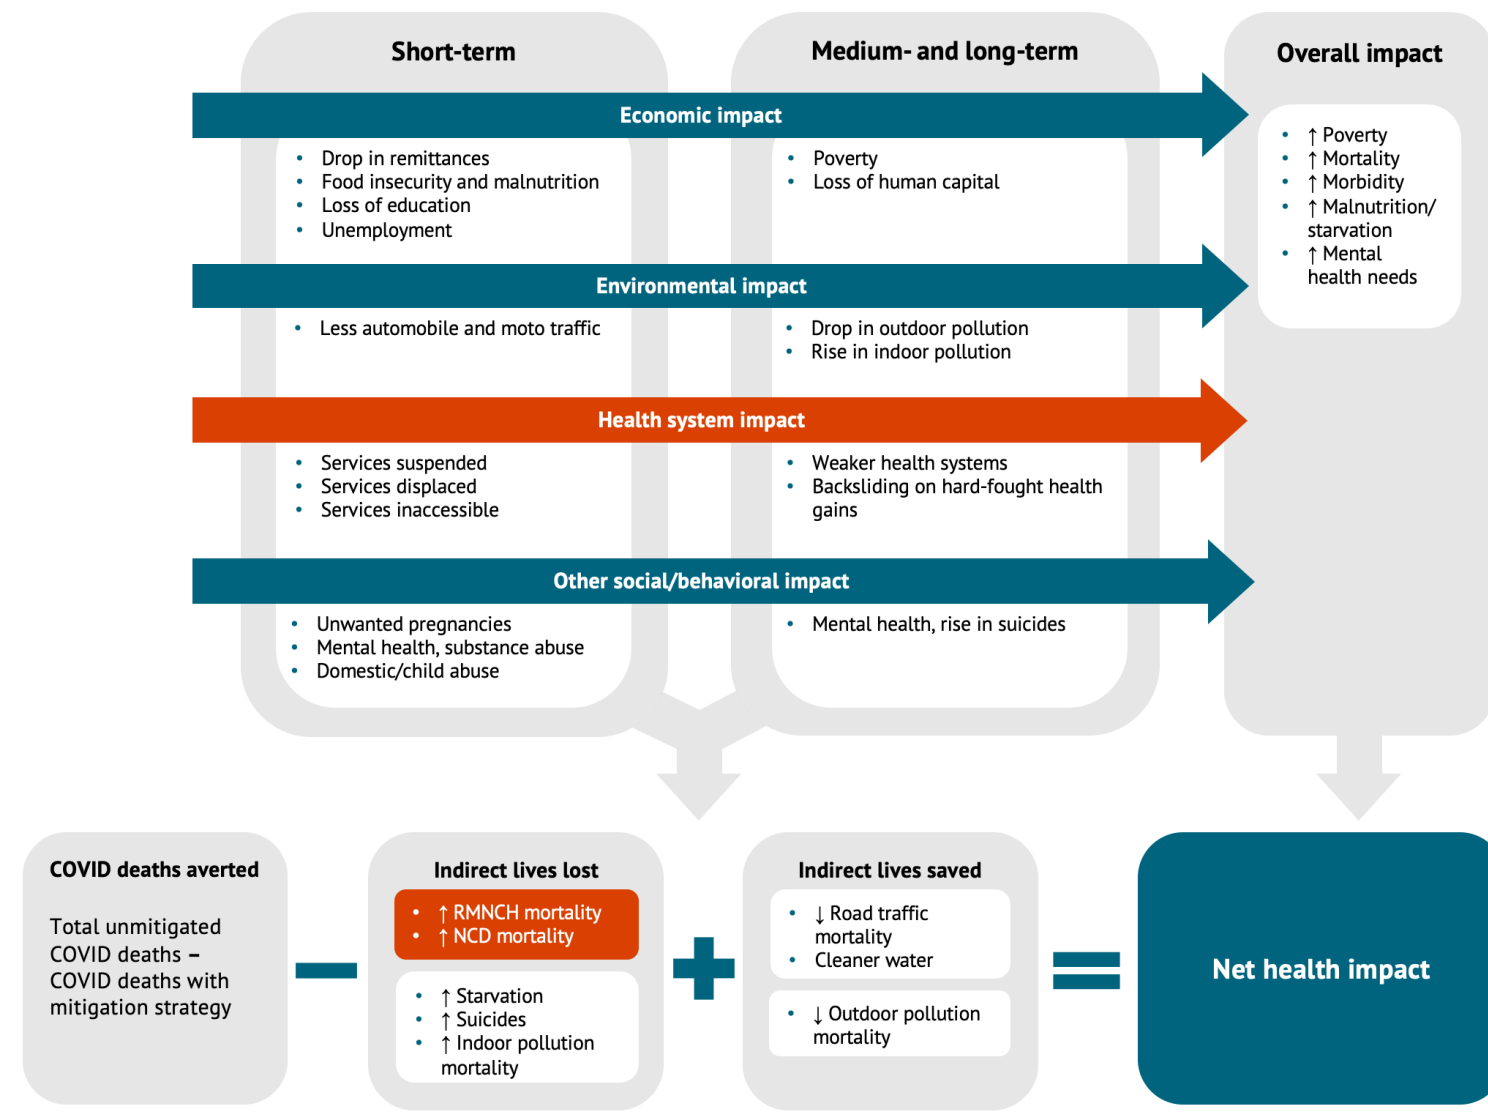 Short-term
Medium- and long-term
Overall impact
Economic impact
• Drop in remittances
• Food insecurity and malnutrition
• Loss of education
• Unemployment
• Poverty
• Loss of human capital
• ↑ Poverty
• ↑ Mortality
• ↑ Morbidity
• ↑ Malnutrition/
starvation
• ↑ Mental
health needs
Environmental impact
• Less automobile and moto traffic
• Drop in outdoor pollution
• Rise in indoor pollution
Health system impact
• Services suspended
• Services displaced
• Services inaccessible
• Weaker health systems
• Backsliding on hard-fought health
gains
Other social/behavioral impact
• Unwanted pregnancies
• Mental health, substance abuse
• Domestic/child abuse
• Mental health, rise in suicides
COVID deaths averted
Total unmitigated
COVID deaths –
COVID deaths with
mitigation strategy
−
Indirect lives lost
• ↑ RMNCH mortality
• ↑ NCD mortality
• ↑ Starvation
• ↑ Suicides
• ↑ Indoor pollution
mortality
+
Indirect lives saved
• ↓ Road traffic
mortality
• Cleaner water
• ↓ Outdoor pollution
mortality
=
Net health impact